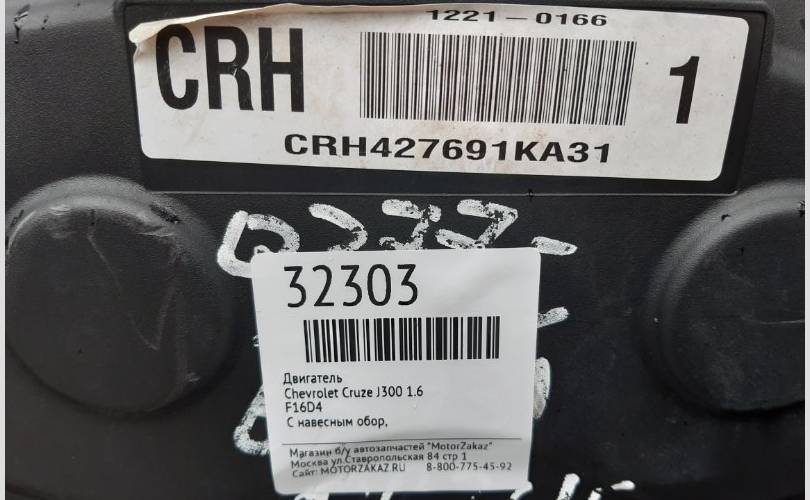 1221-0166
CRH
1
CRH427691KA31
32303
Двигатель
Chevrolet Cruze J300 1.6
F16D4
С навесным обор,
Магазин б/у автозапчастей "MotorZakaz"
Москва ул.Ставропольская 84 стр 1
Сайт: MOTORZAKAZ.RU 8-800-775-45-92